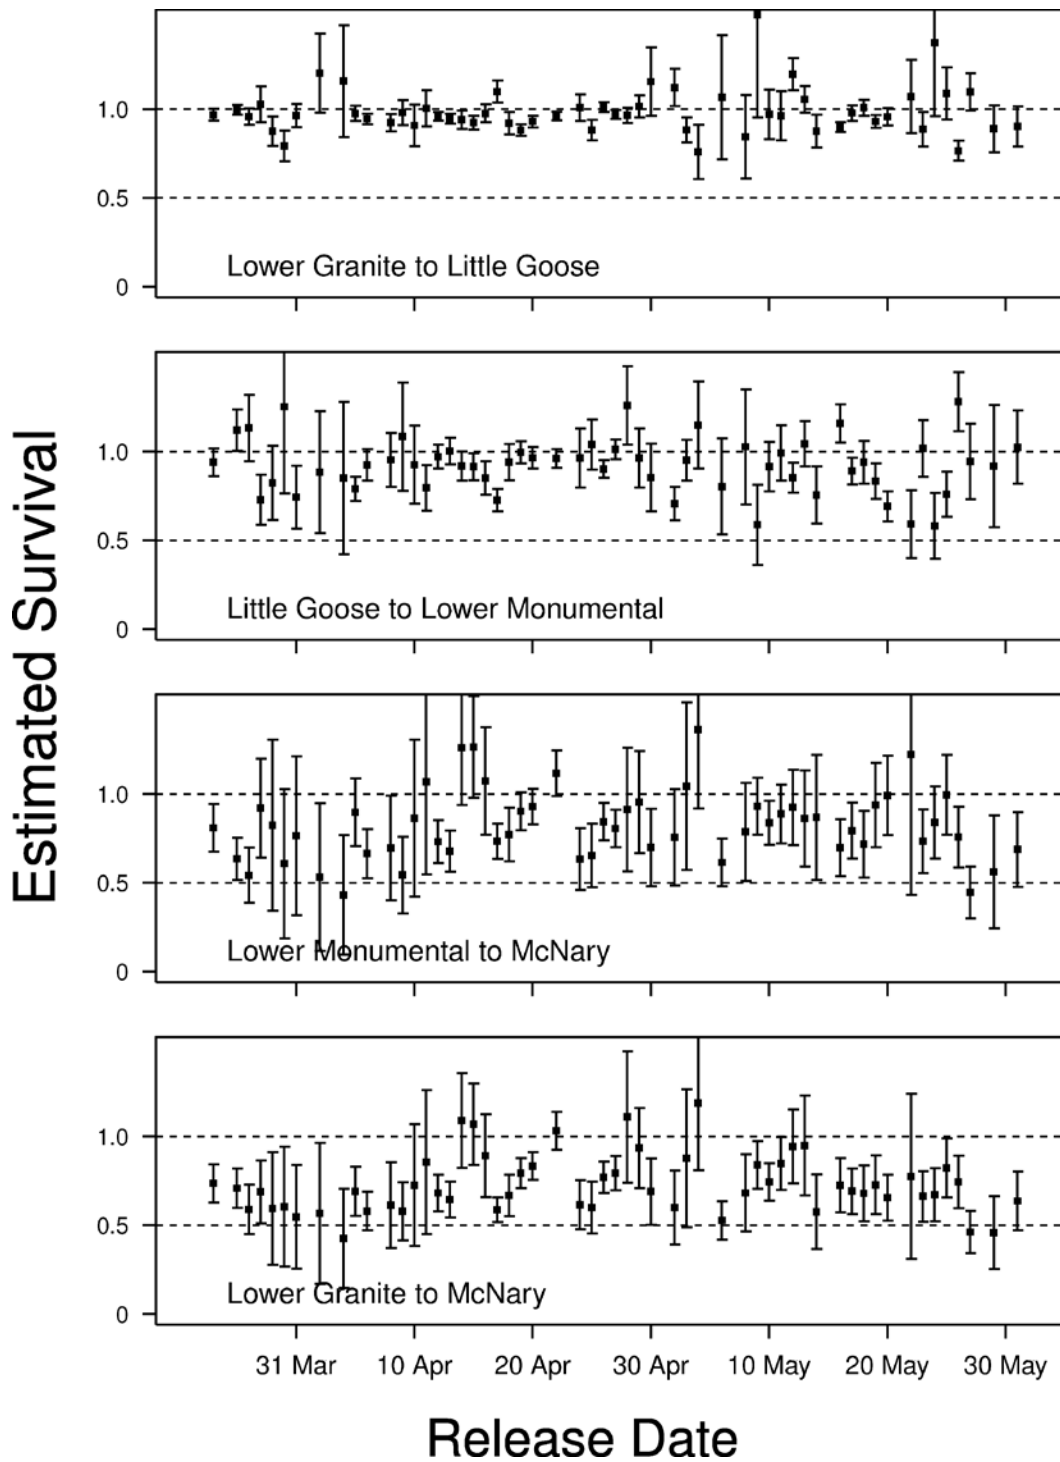 Estimated Survival
1.0
0.5
0
Lower Granite to Little Goose
1.0
0.5
0
Little Goose to Lower Monumental
1.0
0.5
0
Lower Monumental to McNary
1.0
0.5
0
Lower Granite to McNary
31 Mar 10 Apr 20 Apr 30 Apr 10 May 20 May 30 May
Release Date